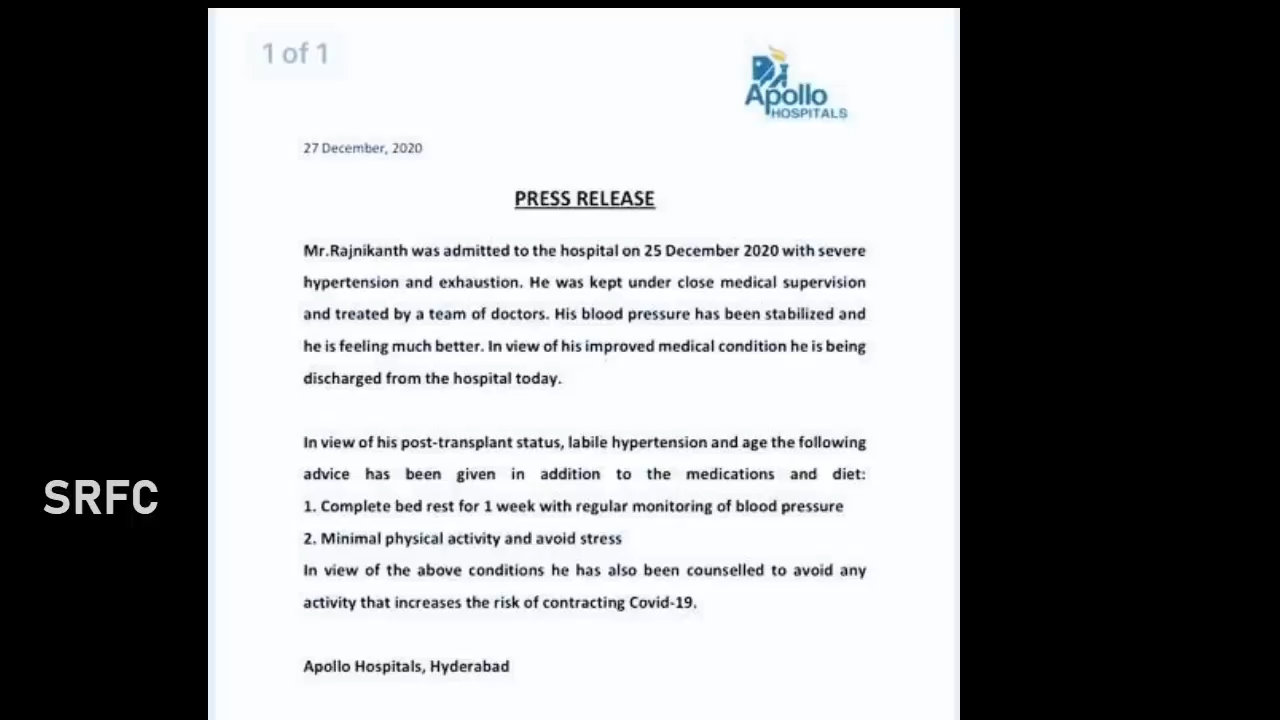 1 of 1
Apollo
HOSPITALS
27 December, 2020
PRESS RELEASE
Mr.Rajnikanth was admitted to the hospital on 25 December 2020 with severe
hypertension and exhaustion. He was kept under close medical supervision
and treated by a team of doctors. His blood pressure has been stabilized and
he is feeling much better. In view of his improved medical condition he is being
discharged from the hospital today.
In view of his post-transplant status, labile hypertension and age the following
advice has been given in addition to the medications and diet:
1. Complete bed rest for 1 week with regular monitoring of blood pressure
2. Minimal physical activity and avoid stress
In view of the above conditions he has also been counselled to avoid any
activity that increases the risk of contracting Covid-19.
Apollo Hospitals, Hyderabad
SRFC